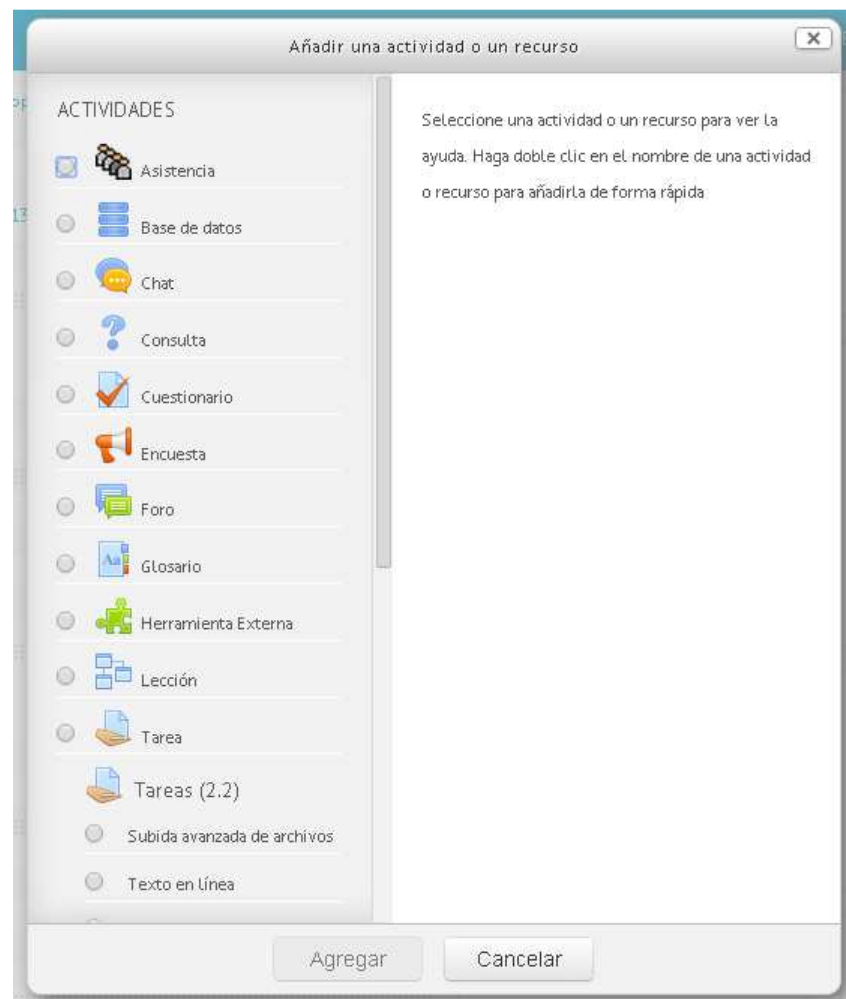 Añadir una actividad o un recurso
ACTIVIDADES
Asistencia
Base de datos
Chat
Consulta
Cuestionario
Encuesta
Foro
Glosario
Herramienta Externa
Lección
Tarea
Tareas (2.2)
Subida avanzada de archivos
Texto en línea
Seleccione una actividad o un recurso para ver la
ayuda. Haga doble clic en el nombre de una actividad
o recurso para añadirla de forma rápida
Agregar
Cancelar